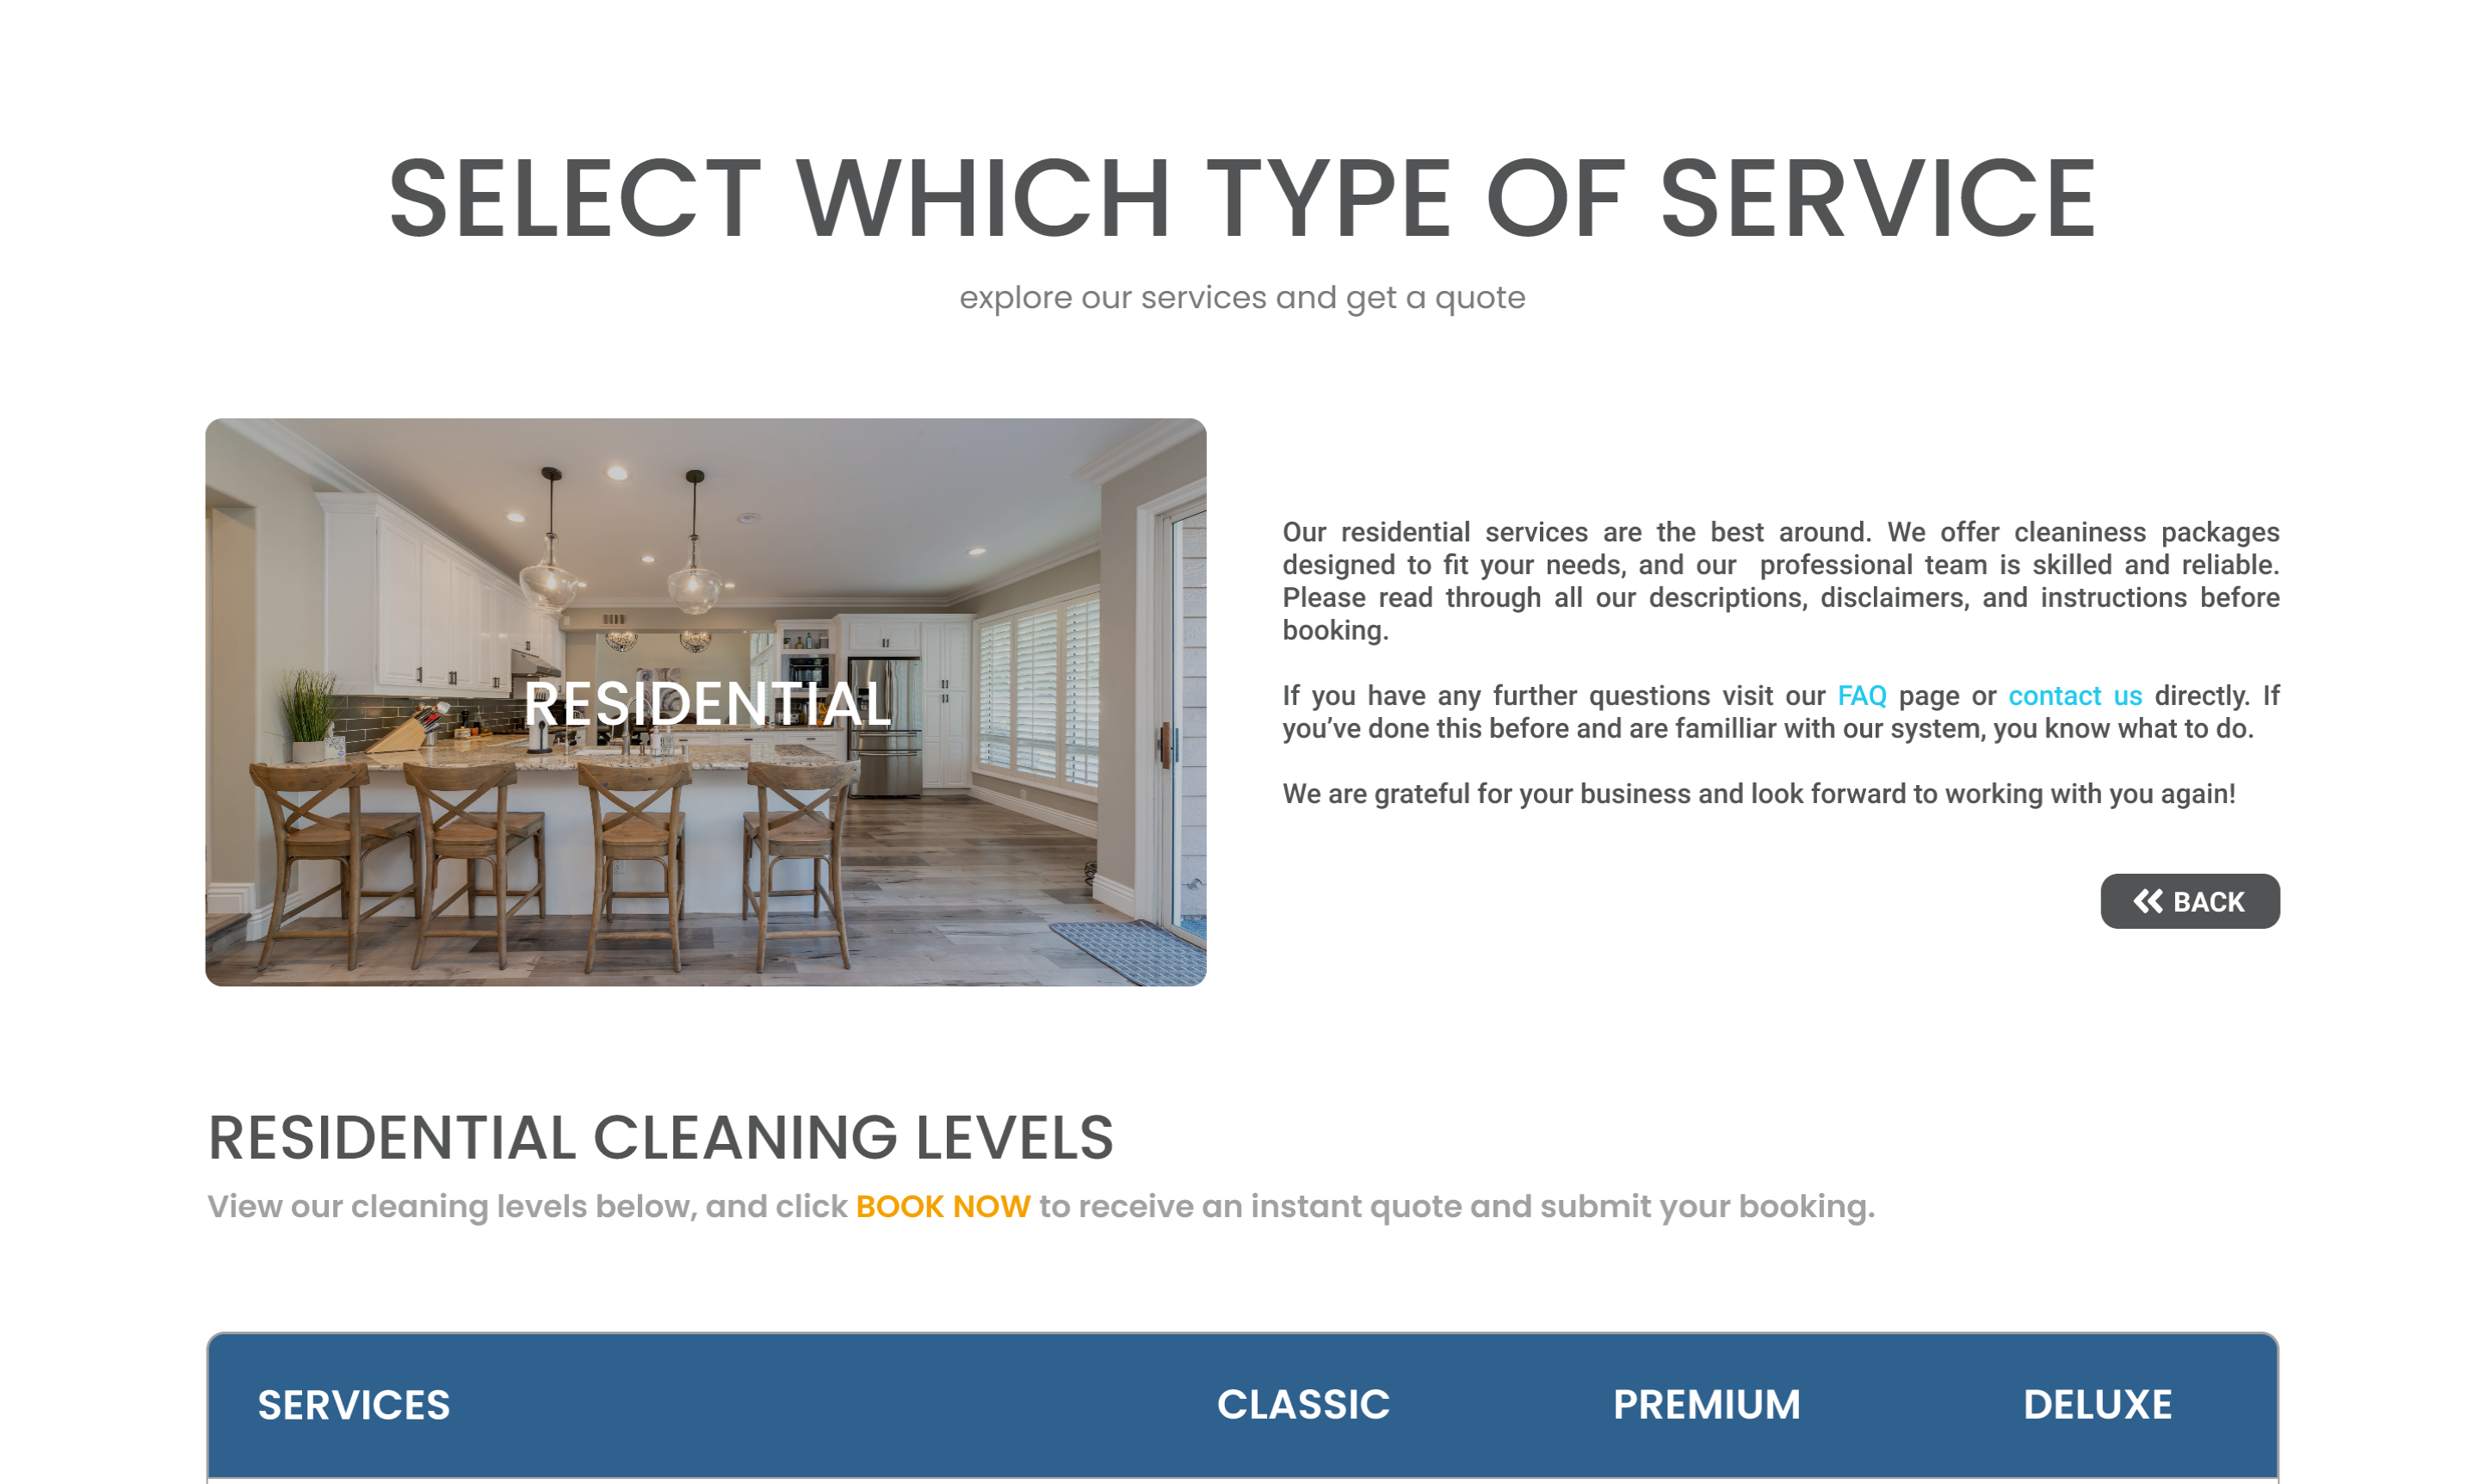 SELECT WHICH TYPE OF SERVICE
explore our services and get a quote
RESIDENTIAL
Our residential services are the best around. We offer cleaniness packages
designed to fit your needs, and our professional team is skilled and reliable.
Please read through all our descriptions, disclaimers, and instructions before
booking.
If you have any further questions visit our FAQ page or contact us directly. If
you’ve done this before and are familliar with our system, you know what to do.
We are grateful for your business and look forward to working with you again!
BACK
RESIDENTIAL CLEANING LEVELS
View our cleaning levels below, and click BOOK NOW to receive an instant quote and submit your booking.
SERVICES CLASSIC PREMIUM DELUXE